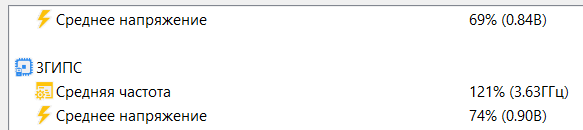 Среднее напряжение 69% (0.84В)
ЗГИПС
Средняя частота 121% (3.63ГГц)
Среднее напряжение 74% (0.90В)